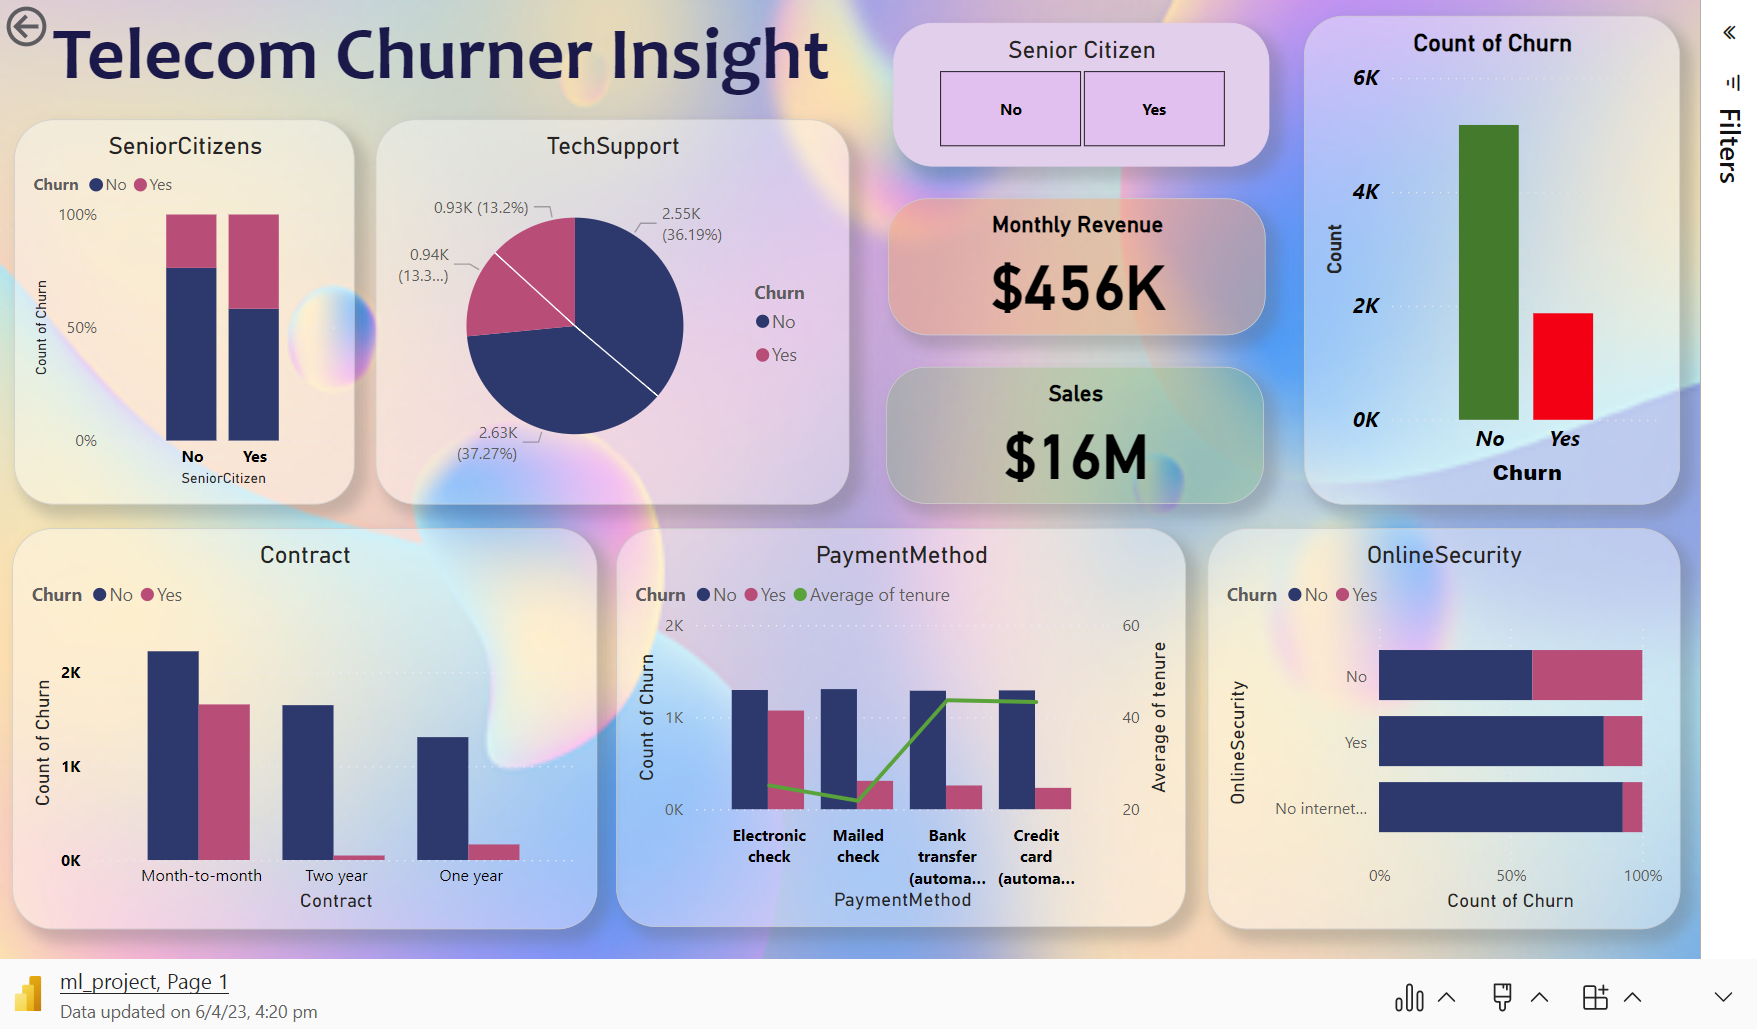 Telecom Churner Insight
SeniorCitizens
Churn No Yes
100%
50%
0%
Count of Churn
No Yes
SeniorCitizen
TechSupport
0.93K (13.2%)
2.55K
(36.19%)
0.94K
(13.3...)
2.63K
(37.27%)
Churn
No
Yes
Senior Citizen
No Yes
Monthly Revenue
$456K
Sales
$16M
Count of Churn
6K
4K
2K
0K
Count
No Yes
Churn
«
Filters
Contract
Churn No Yes
2K
1K
0K
Count of Churn
Month-to-month Two year One year
Contract
PaymentMethod
Churn No Yes Average of tenure
2K
1K
0K
Count of Churn
60
40
20
Average of tenure
Electronic
check
Mailed
check
Bank
transfer
(automa...
Credit
card
(automa...
PaymentMethod
OnlineSecurity
Churn No Yes
OnlineSecurity
No
Yes
No internet...
0% 50% 100%
Count of Churn
ml_project, Page 1
Data updated on 6/4/23, 4:20 pm